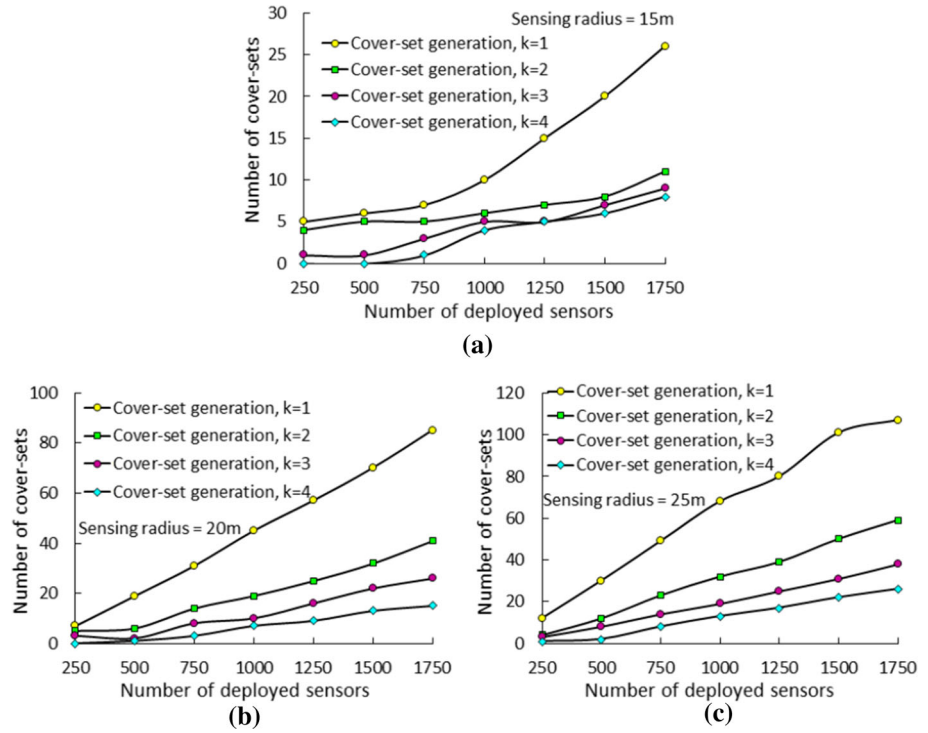 Sensing radius = 15m
Cover-set generation, k=1
Cover-set generation, k=2
Cover-set generation, k=3
Cover-set generation, k=4
Number of cover-sets
30
25
20
15
10
5
0
250 500 750 1000 1250 1500 1750
Number of deployed sensors
(a)
Cover-set generation, k=1
Cover-set generation, k=2
Cover-set generation, k=3
Cover-set generation, k=4
Sensing radius = 20m
Number of cover-sets
100
80
60
40
20
0
250 500 750 1000 1250 1500 1750
Number of deployed sensors
(b)
Cover-set generation, k=1
Cover-set generation, k=2
Cover-set generation, k=3
Cover-set generation, k=4
Sensing radius = 25m
Number of cover-sets
120
100
80
60
40
20
0
250 500 750 1000 1250 1500 1750
Number of deployed sensors
(c)